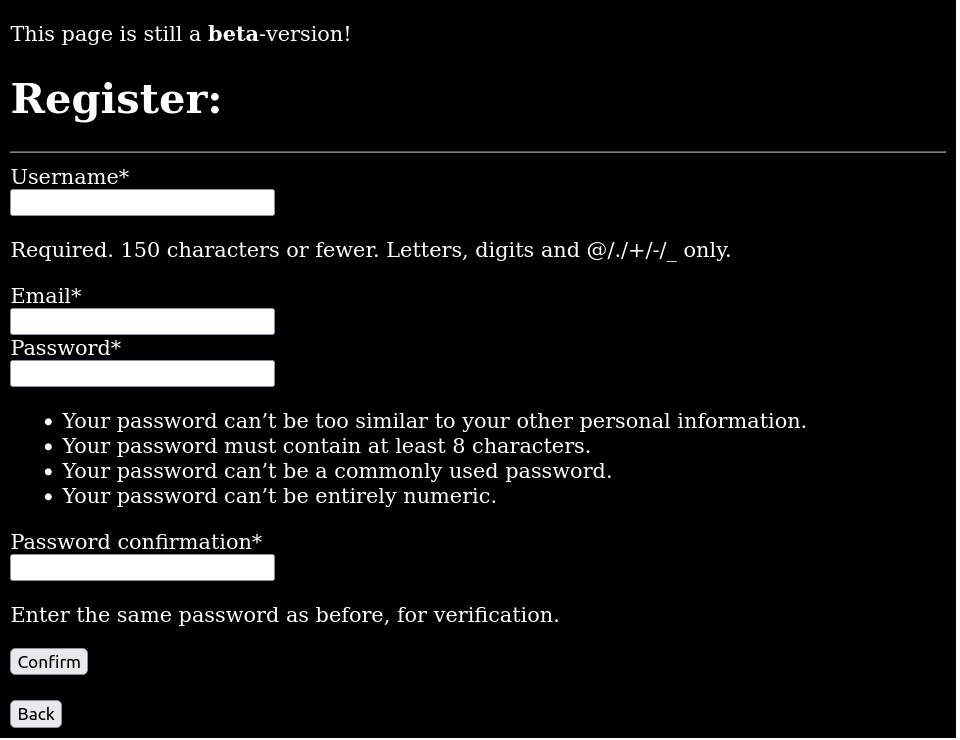 This page is still a beta-version!
Register:
Username*
Required. 150 characters or fewer. Letters, digits and @/./+/-/_ only.
Email*
Password*
• Your password can’t be too similar to your other personal information.
• Your password must contain at least 8 characters.
• Your password can’t be a commonly used password.
• Your password can’t be entirely numeric.
Password confirmation*
Enter the same password as before, for verification.
Confirm
Back